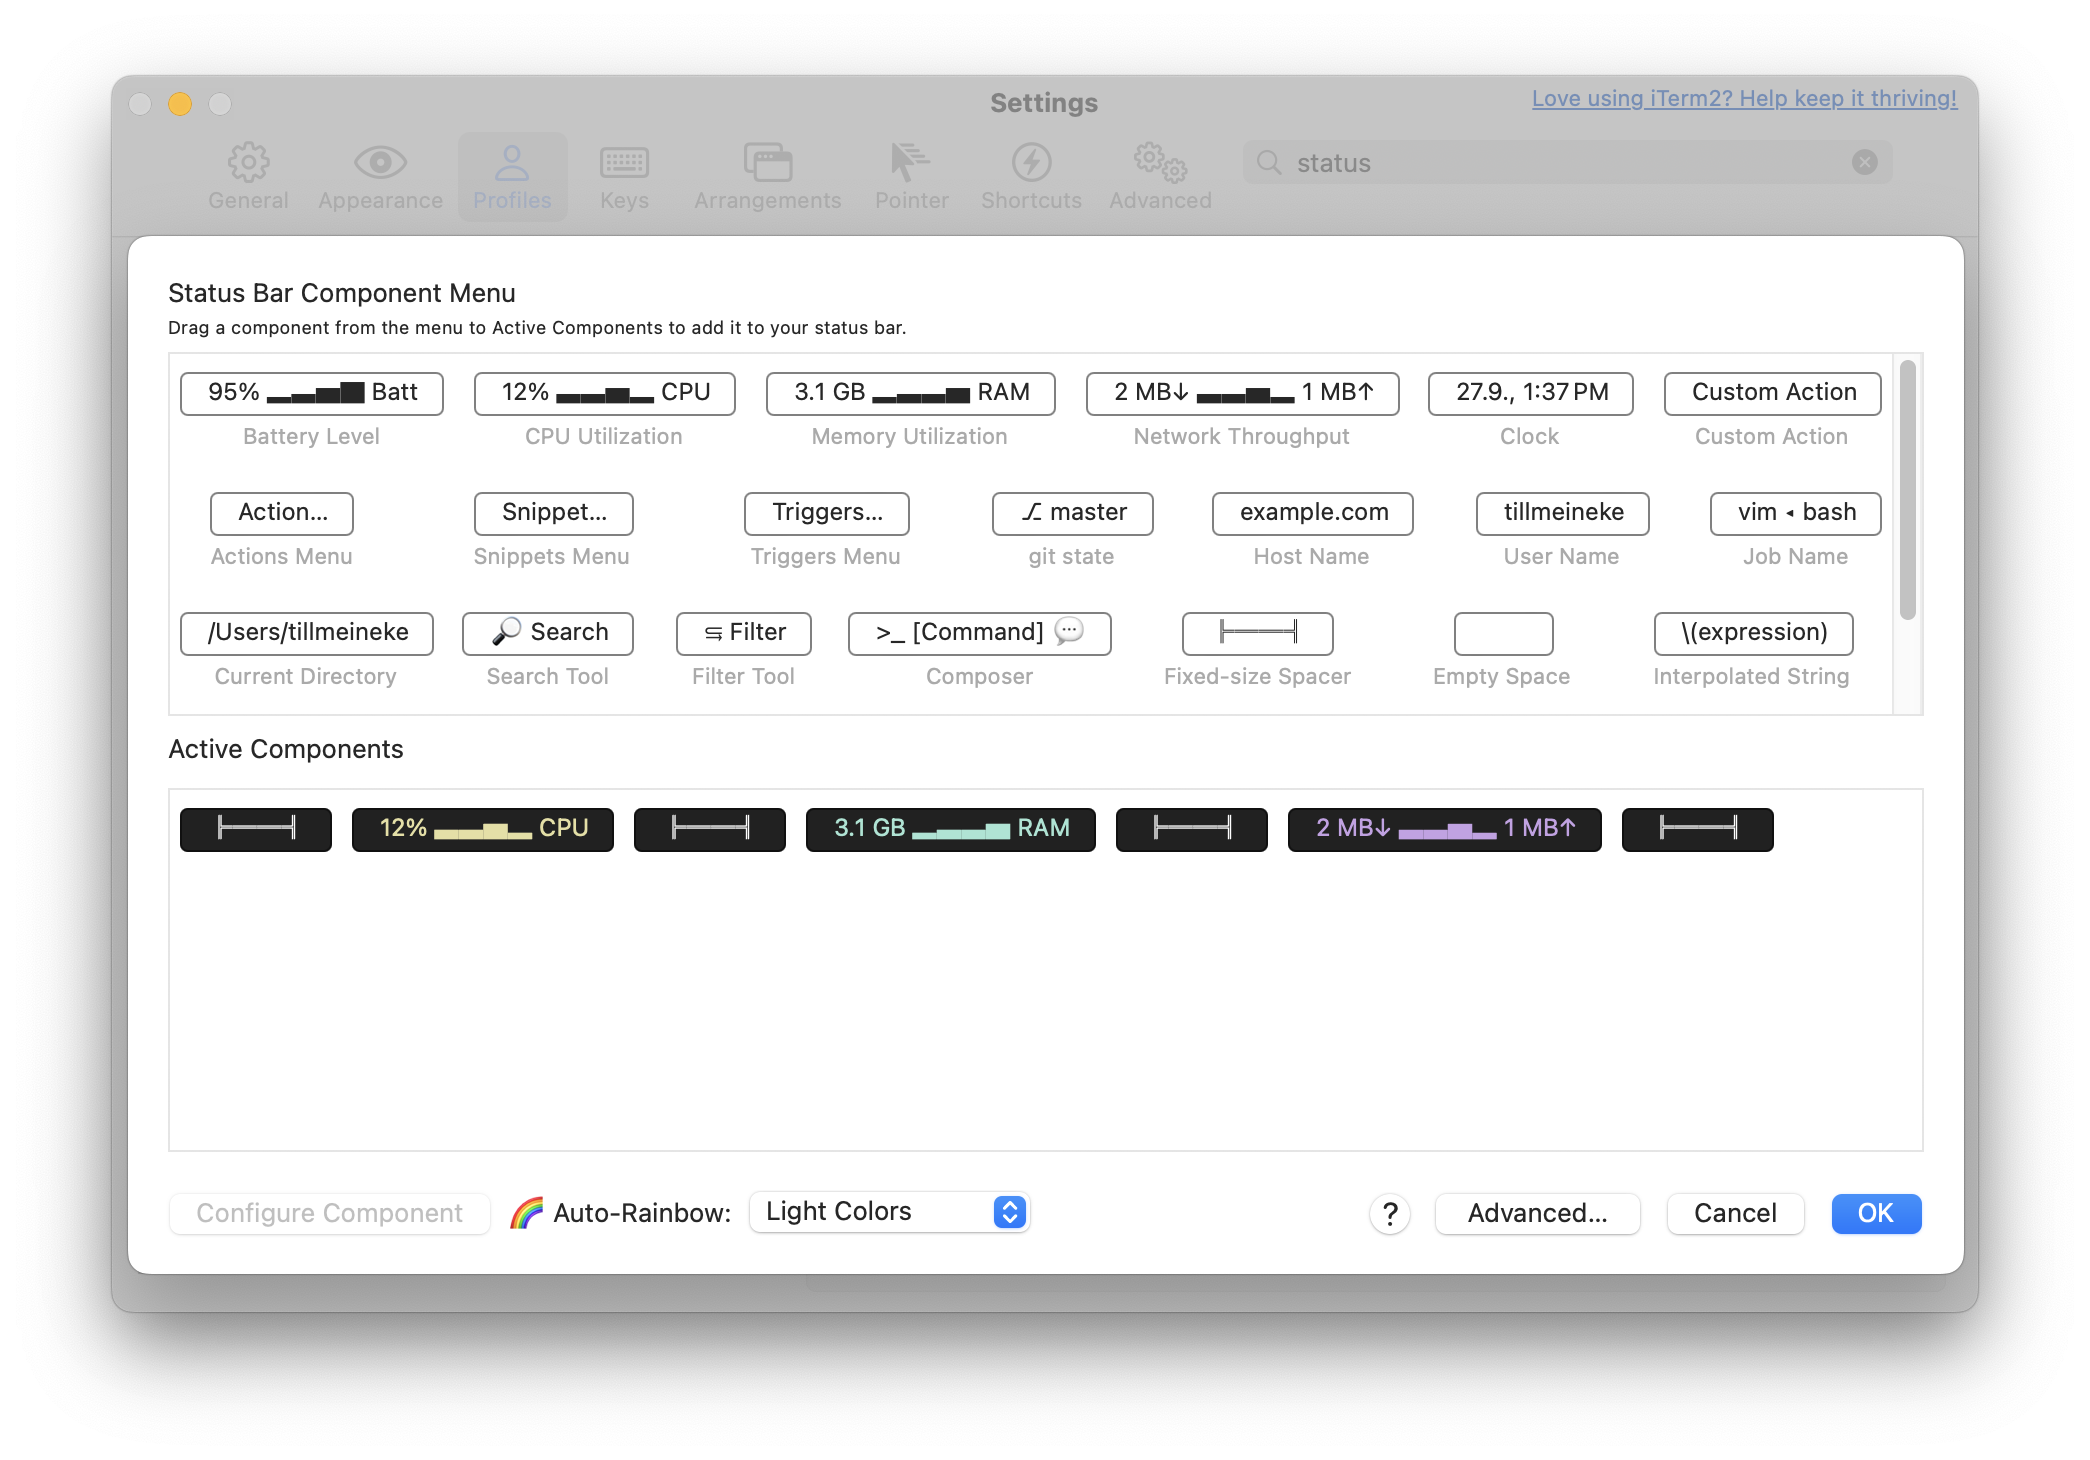 Settings
Love using iTerm2? Help keep it thriving!
General Appearance Profiles Keys Arrangements Pointer Shortcuts Advanced status
Status Bar Component Menu
Drag a component from the menu to Active Components to add it to your status bar.
95% Batt 12% CPU 3.1 GB RAM 2 MB↓ 1 MB↑ 27.9., 1:37 PM Custom Action
Battery Level CPU Utilization Memory Utilization Network Throughput Clock Custom Action
Action... Snippet... Triggers... ⎇ master example.com tillmeineke vim ◂ bash
Actions Menu Snippets Menu Triggers Menu git state Host Name User Name Job Name
/Users/tillmeineke 🔎 Search Filter >_ [Command] 💬 \(expression)
Current Directory Search Tool Filter Tool Composer Fixed-size Spacer Empty Space Interpolated String
Active Components
12% CPU 3.1 GB RAM 2 MB↓ 1 MB↑
Configure Component 🌈 Auto-Rainbow: Light Colors ? Advanced... Cancel OK